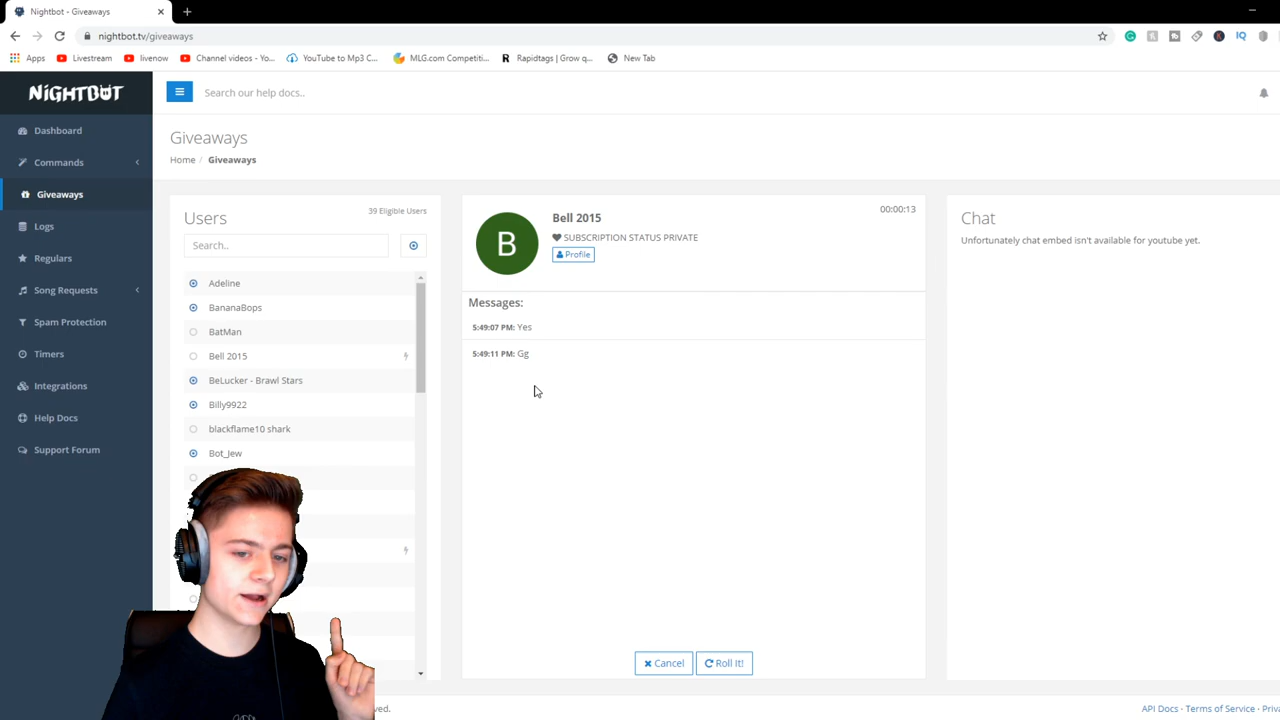 Nightbot - Giveaways
nightbot.tv/giveaways
Apps Livestream livenow Channel videos - Yo... YouTube to Mp3 C... MLG.com Competiti... Rapidtags | Grow q... New Tab
NIGHTBOT
Search our help docs..
Dashboard
Commands
Giveaways
Logs
Regulars
Song Requests
Spam Protection
Timers
Integrations
Help Docs
Support Forum
Giveaways
Home / Giveaways
Users
39 Eligible Users
Search..
Adeline
BananaBops
BatMan
Bell 2015
BeLucker - Brawl Stars
Billy9922
blackflame10 shark
Bot_Jew
B
Bell 2015
00:00:13
SUBSCRIPTION STATUS PRIVATE
Profile
Messages:
5:49:07 PM: Yes
5:49:11 PM: Gg
Cancel Roll It!
Chat
Unfortunately chat embed isn't available for youtube yet.
ved.
API Docs - Terms of Service - Priva